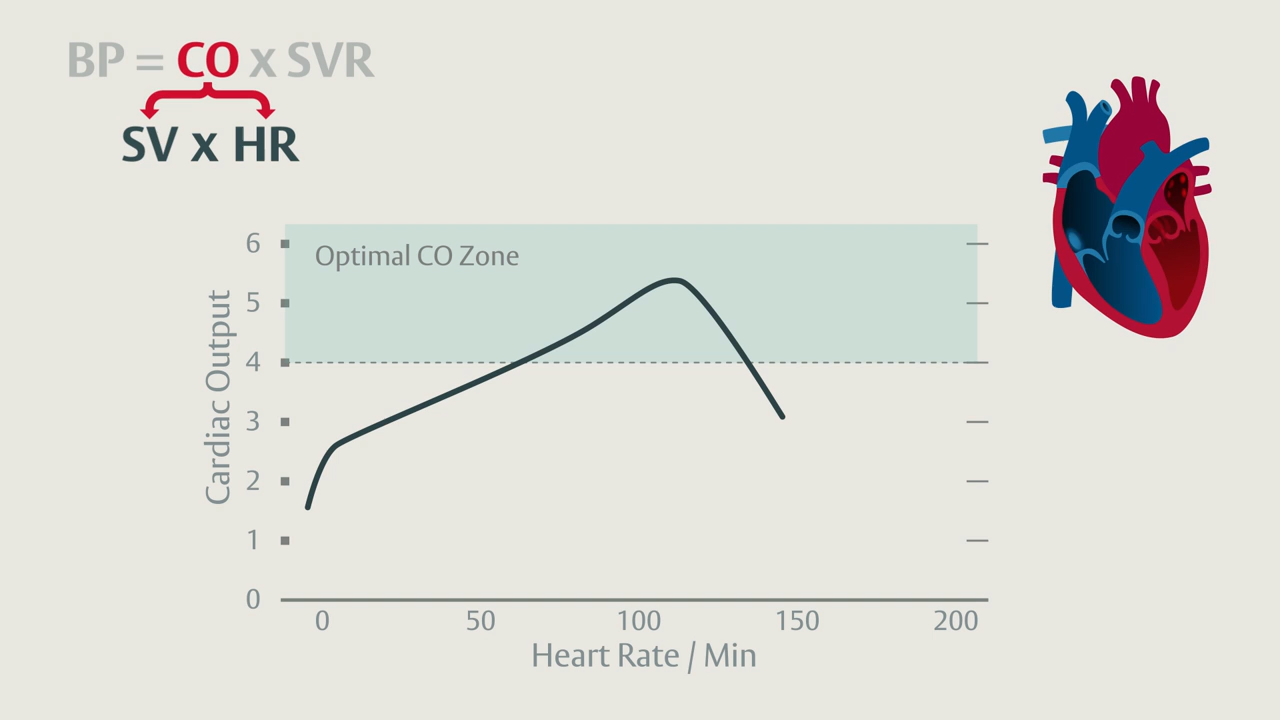 BP = CO x SVR
SV x HR
Optimal CO Zone
Cardiac Output
6
5
4
3
2
1
0
0 50 100 150 200
Heart Rate / Min